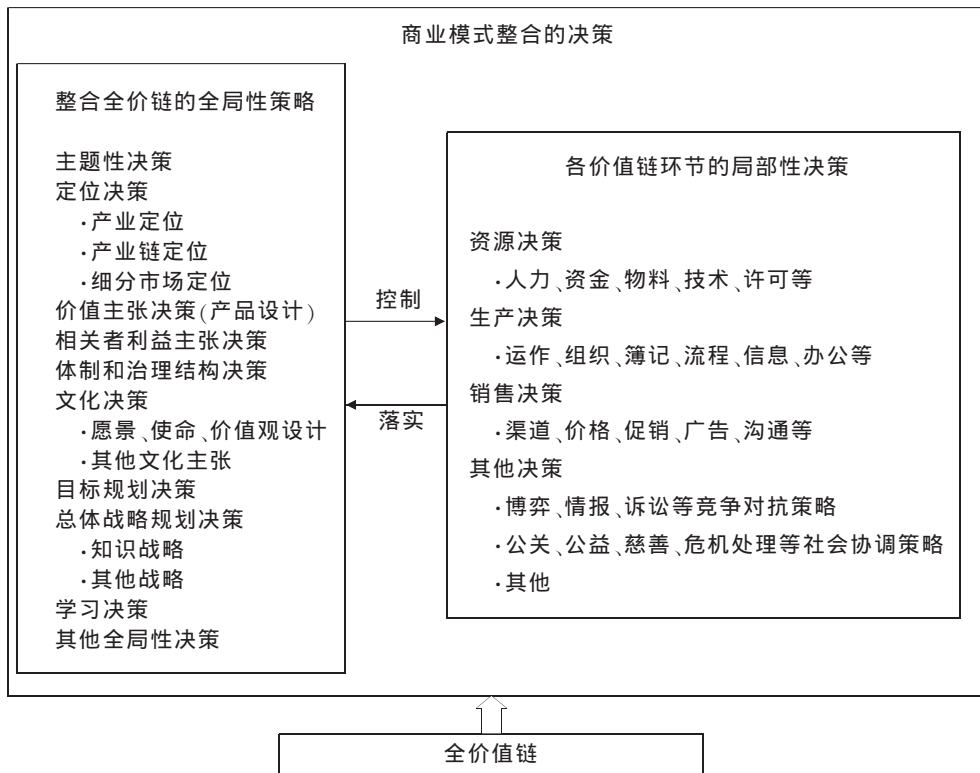 商业模式整合的决策
整合全价链的全局性策略
主题性决策
定位决策
·产业定位
·产业链定位
·细分市场定位
价值主张决策(产品设计)
相关者利益主张决策
体制和治理结构决策
文化决策
·愿景、使命、价值观设计
·其他文化主张
目标规划决策
总体战略规划决策
·知识战略
·其他战略
学习决策
其他全局性决策
控制
落实
各价值链环节的局部性决策
资源决策
·人力、资金、物料、技术、许可等
生产决策
·运作、组织、簿记、流程、信息、办公等
销售决策
·渠道、价格、促销、广告、沟通等
其他决策
·博弈、情报、诉讼等竞争对抗策略
·公关、公益、慈善、危机处理等社会协调策略
·其他
全价值链